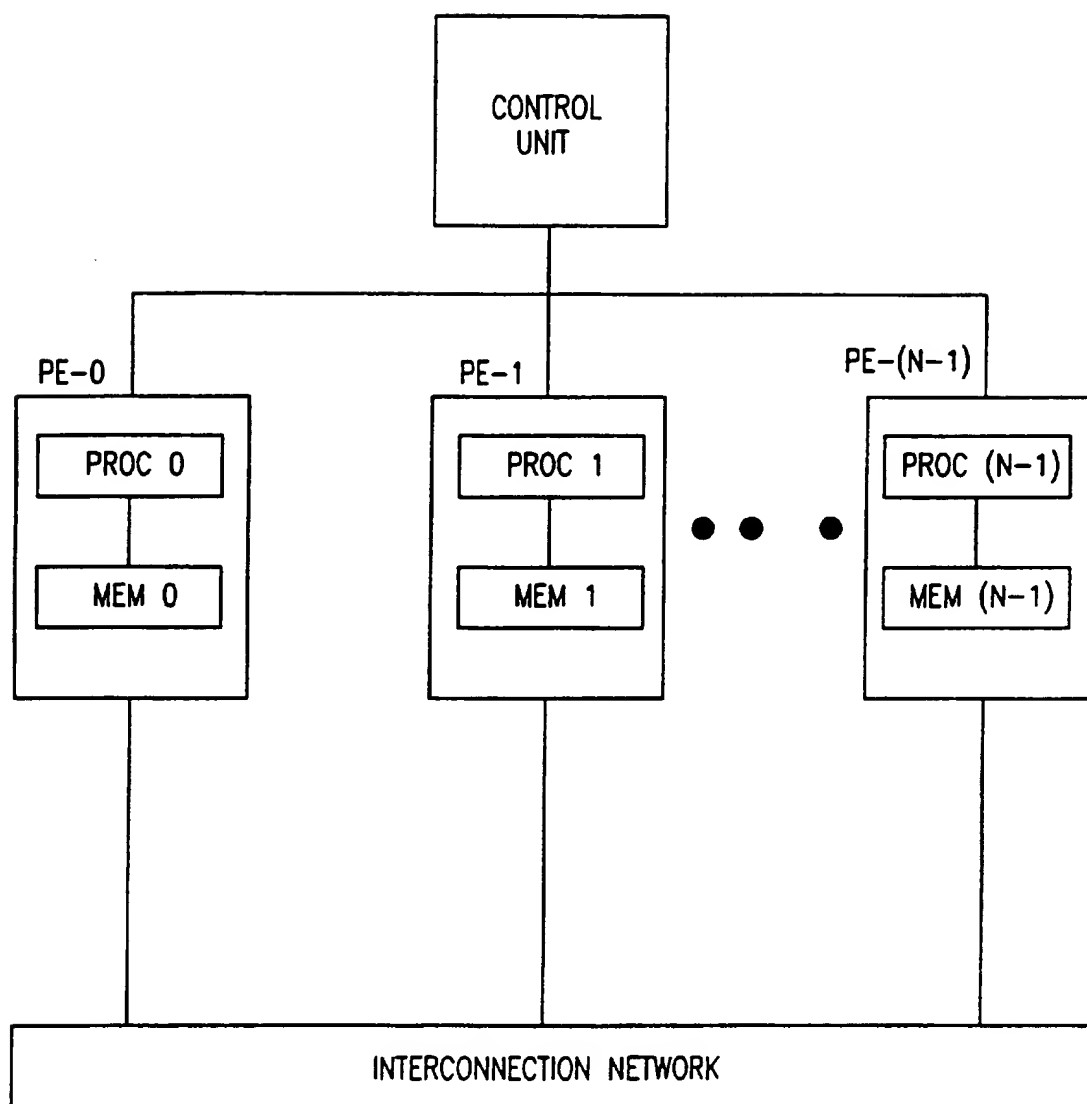 CONTROL
UNIT
PE-0
PE-1
PE-(N-1)
PROC 0
PROC 1
PROC (N-1)
MEM 0
MEM 1
MEM (N-1)
INTERCONNECTION NETWORK